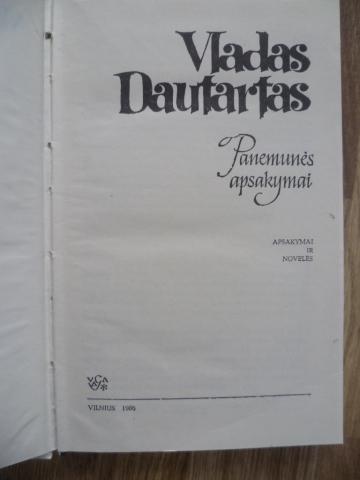 Vladas
Dautartas
Panemunės
apsakymai
APSAKYMAI
IR
NOVELĖS
VILNIUS 1986